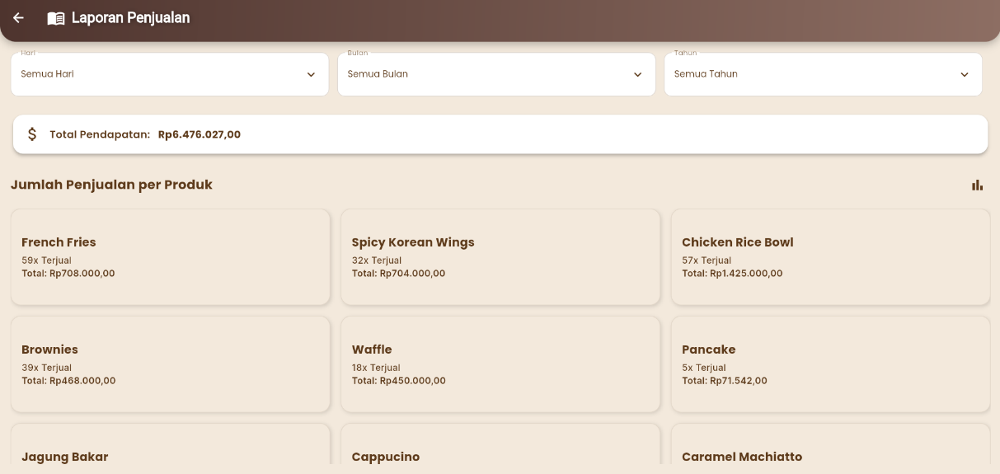 Laporan Penjualan
Hari
Semua Hari
Bulan
Semua Bulan
Tahun
Semua Tahun
$ Total Pendapatan: Rp6.476.027,00
Jumlah Penjualan per Produk
French Fries
59x Terjual
Total: Rp708.000,00
Spicy Korean Wings
32x Terjual
Total: Rp704.000,00
Chicken Rice Bowl
57x Terjual
Total: Rp1.425.000,00
Brownies
39x Terjual
Total: Rp468.000,00
Waffle
18x Terjual
Total: Rp450.000,00
Pancake
5x Terjual
Total: Rp71.542,00
Jagung Bakar
Cappucino
Caramel Machiatto